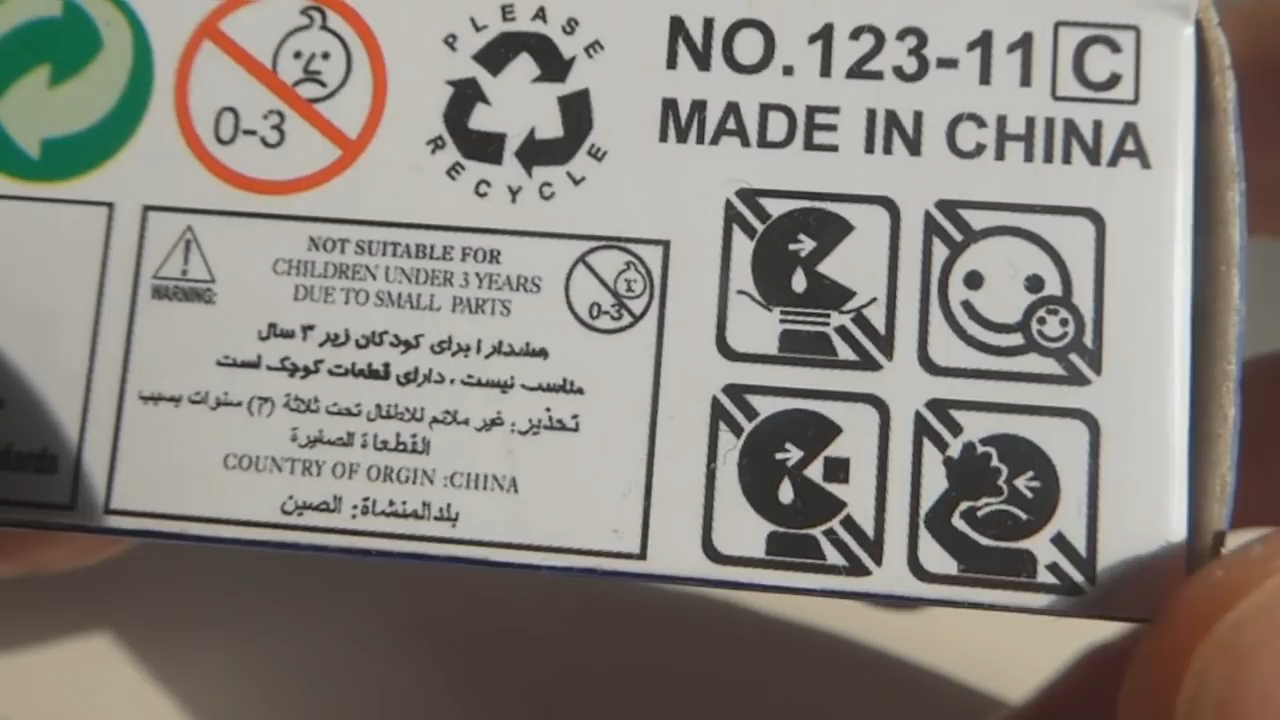 PLEASE
RECYCLE
0-3
NO.123-11 C
MADE IN CHINA
WARNING:
NOT SUITABLE FOR
CHILDREN UNDER 3 YEARS
DUE TO SMALL PARTS
0-3
هشدار ! برای کودکان زیر ۳ سال
مناسب نیست ، دارای قطعات کوچک است
تحذير: غير ملائم للاطفال تحت ثلاثة (٣) سنوات بسبب
القطعاة الصغيرة
COUNTRY OF ORGIN :CHINA
بلدالمنشاة: الصين